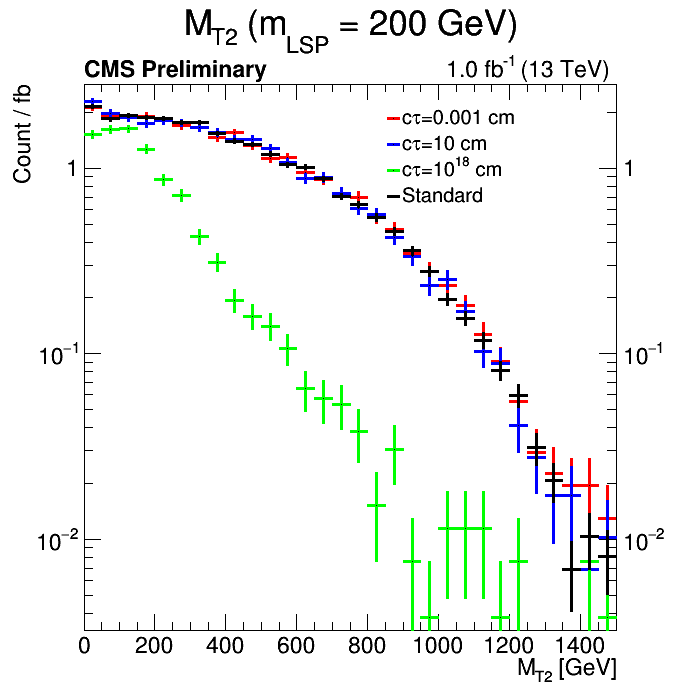 M_T2 (m_LSP = 200 GeV)
CMS Preliminary
1.0 fb⁻¹ (13 TeV)
Count / fb
cτ=0.001 cm
cτ=10 cm
cτ=10¹⁸ cm
Standard
1
1
10⁻¹
10⁻¹
10⁻²
10⁻²
0 200 400 600 800 1000 1200 1400
M_T2 [GeV]